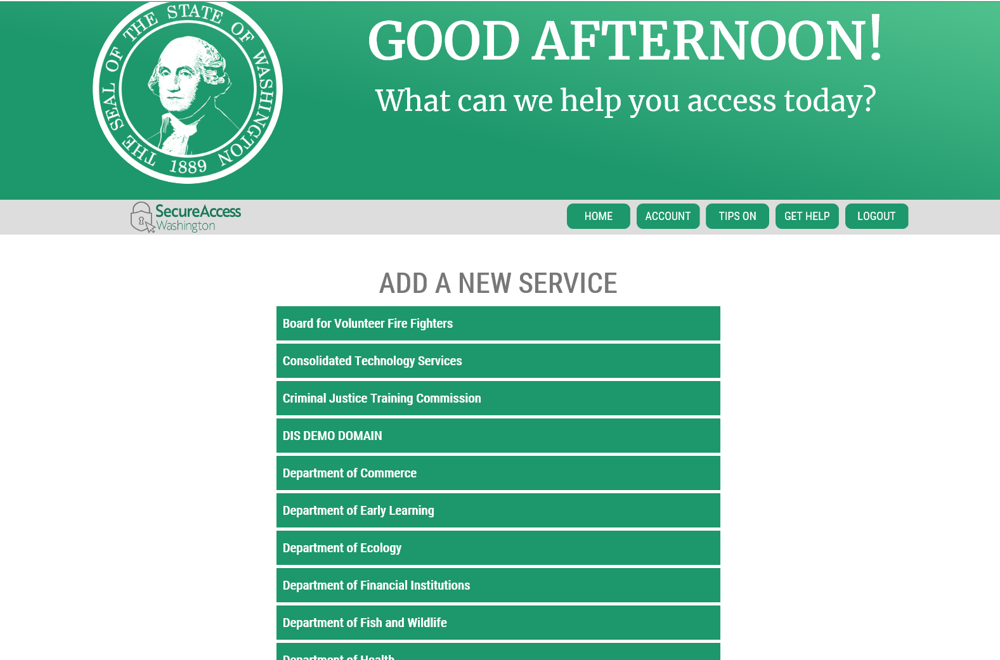 THE SEAL OF THE STATE OF WASHINGTON
1889
GOOD AFTERNOON!
What can we help you access today?
SecureAccess
Washington
HOME
ACCOUNT
TIPS ON
GET HELP
LOGOUT
ADD A NEW SERVICE
Board for Volunteer Fire Fighters
Consolidated Technology Services
Criminal Justice Training Commission
DIS DEMO DOMAIN
Department of Commerce
Department of Early Learning
Department of Ecology
Department of Financial Institutions
Department of Fish and Wildlife
Department of Health